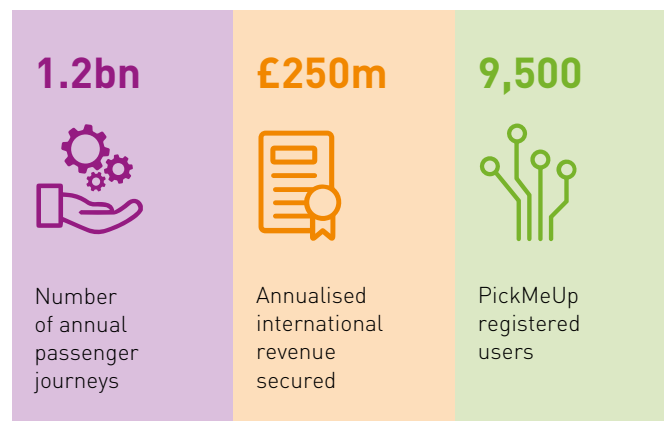 1.2bn
Number
of annual
passenger
journeys
£250m
Annualised
international
revenue
secured
9,500
PickMeUp
registered
users